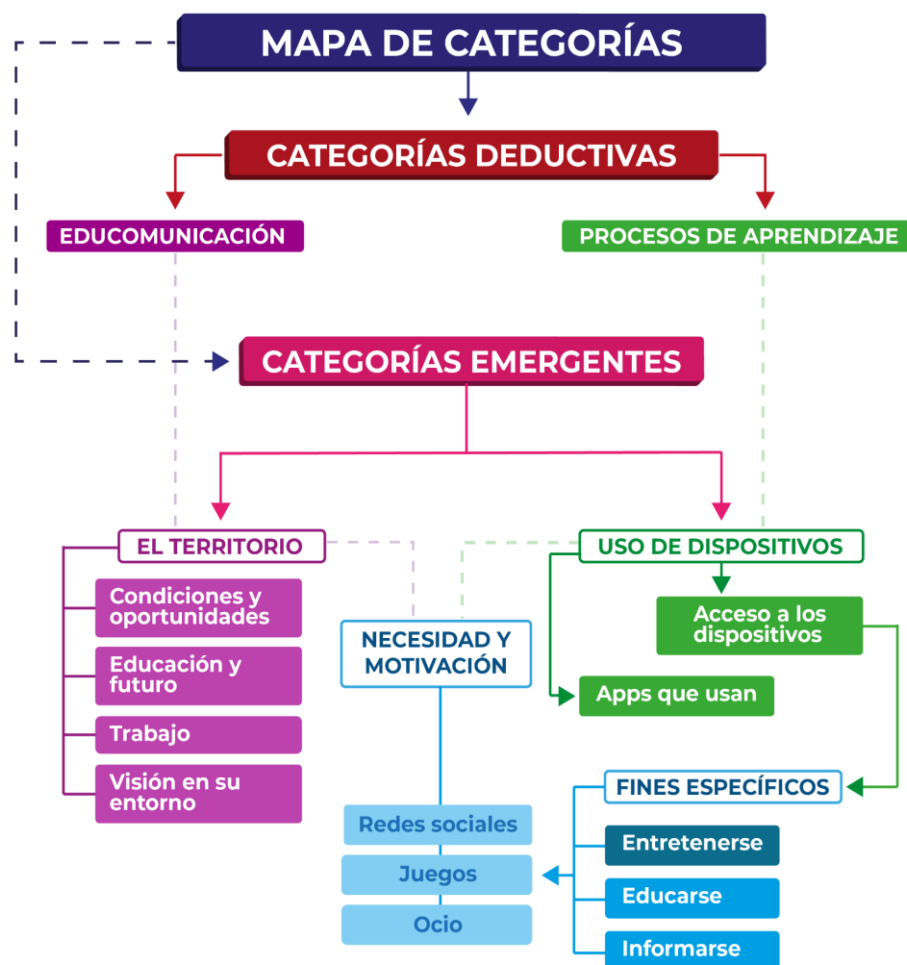 MAPA DE CATEGORÍAS
CATEGORÍAS DEDUCTIVAS
EDUCOMUNICACIÓN
PROCESOS DE APRENDIZAJE
CATEGORÍAS EMERGENTES
EL TERRITORIO
USO DE DISPOSITIVOS
Condiciones y
oportunidades
Educación y
futuro
Trabajo
Visión en su
entorno
NECESIDAD Y
MOTIVACIÓN
Acceso a los
dispositivos
Apps que usan
FINES ESPECÍFICOS
Redes sociales
Juegos
Ocio
Entretenerse
Educarse
Informarse